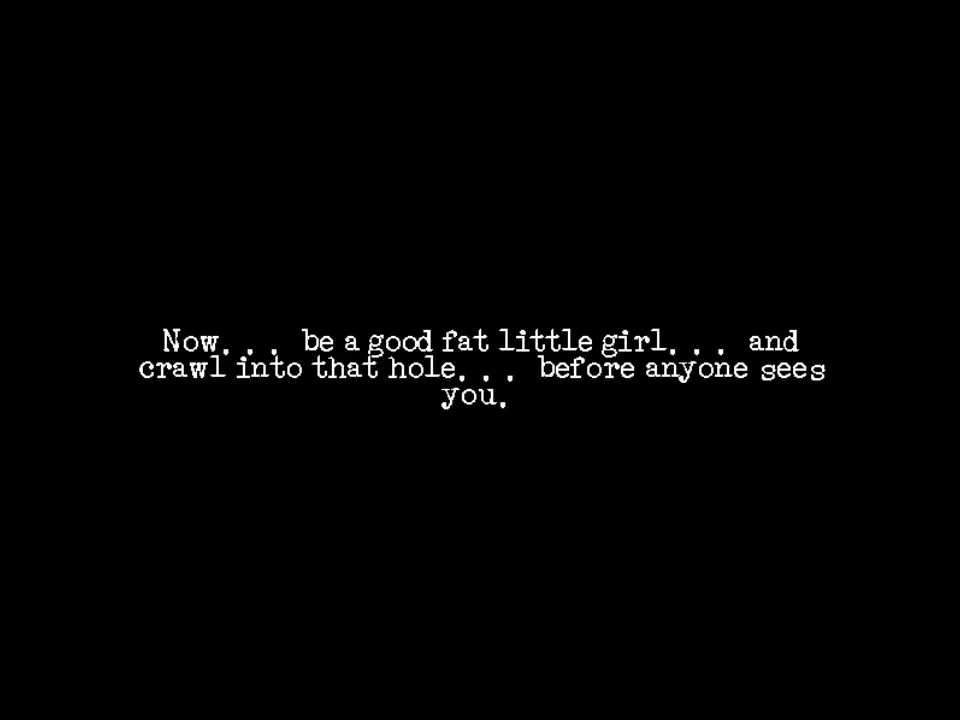 Now... be a good fat little girl... and
crawl into that hole... before anyone sees
you.